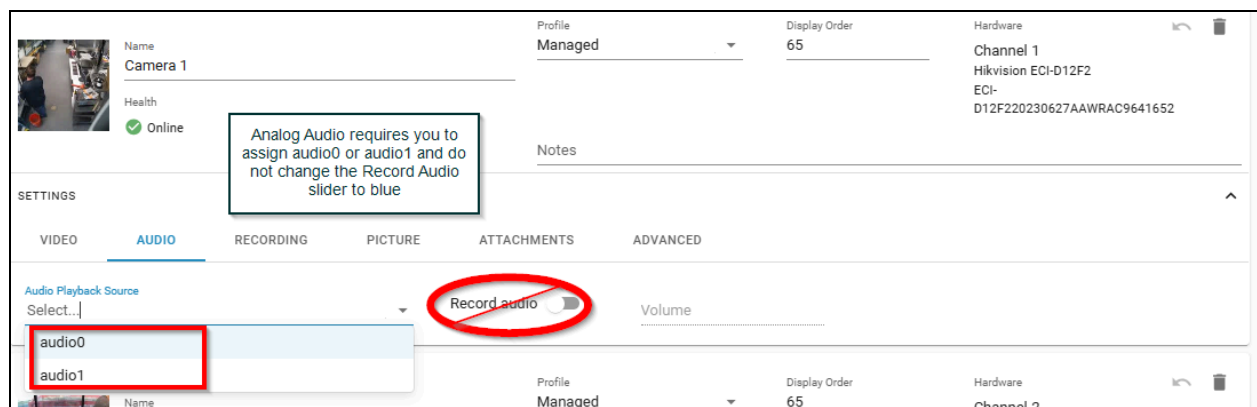 Profile
Display Order
Hardware
Name
Managed
65
Channel 1
Camera 1
Hikvision ECI-D12F2
ECI-
D12F220230627AAWRAC9641652
Health
Online
Analog Audio requires you to
assign audio0 or audio1 and do
not change the Record Audio
slider to blue
Notes
SETTINGS
VIDEO
AUDIO
RECORDING
PICTURE
ATTACHMENTS
ADVANCED
Audio Playback Source
Select...
Record audio
Volume
audio0
audio1
Profile
Display Order
Hardware
Name
Managed
65
Channel 2